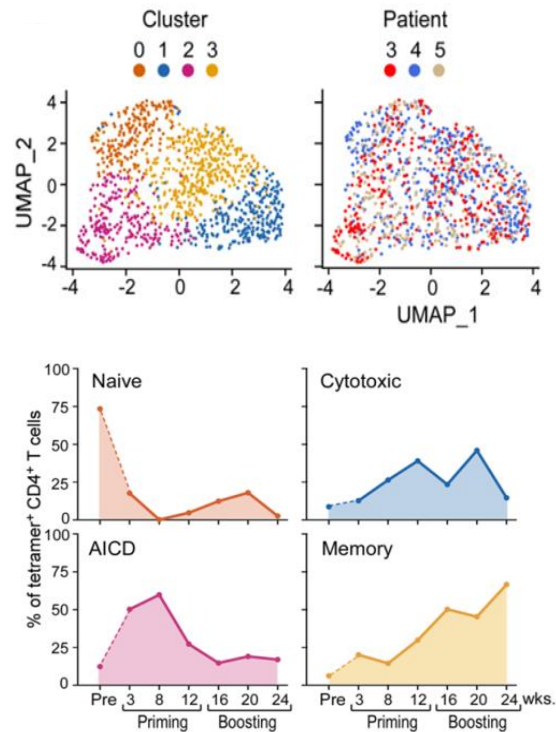 Cluster
0 1 2 3
Patient
3 4 5
UMAP_2
4
2
0
-2
-4
-4 -2 0 2 4
-4 -2 0 2 4
UMAP_1
% of tetramer⁺ CD4⁺ T cells
100
75
50
25
0
Naive
Cytotoxic
100
75
50
25
0
AICD
Memory
Pre 3 8 12 16 20 24
Priming Boosting
Pre 3 8 12 16 20 24 wks.
Priming Boosting